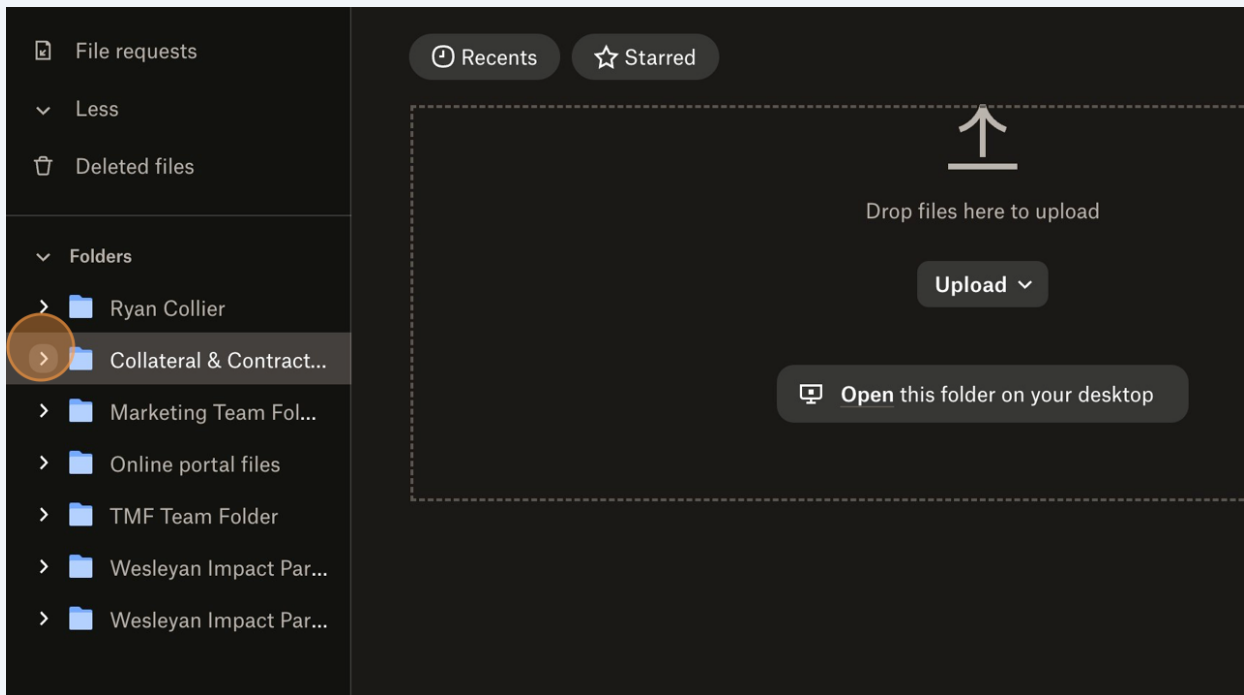 File requests
Less
Deleted files
Folders
Ryan Collier
Collateral & Contract...
Marketing Team Fol...
Online portal files
TMF Team Folder
Wesleyan Impact Par...
Wesleyan Impact Par...
Recents
Starred
Drop files here to upload
Upload
Open this folder on your desktop